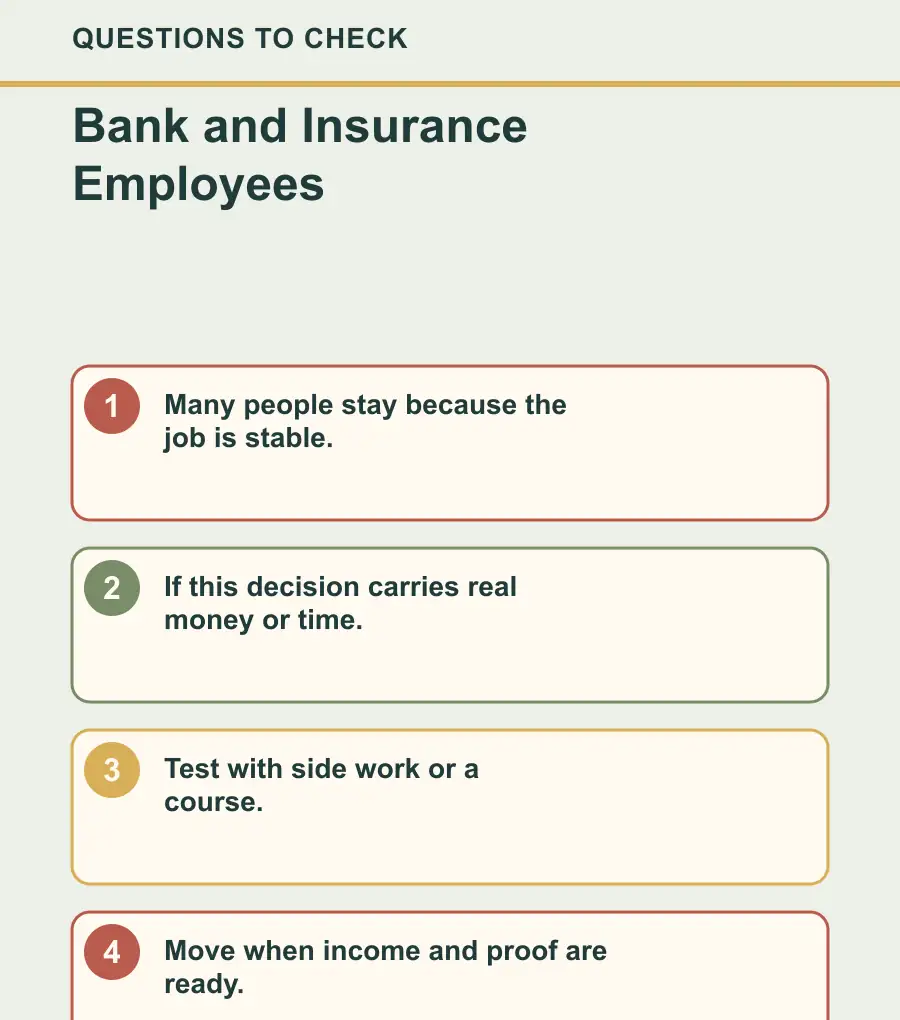 QUESTIONS TO CHECK
Bank and Insurance
Employees
1
Many people stay because the
job is stable.
2
If this decision carries real
money or time.
3
Test with side work or a
course.
4
Move when income and proof are
ready.